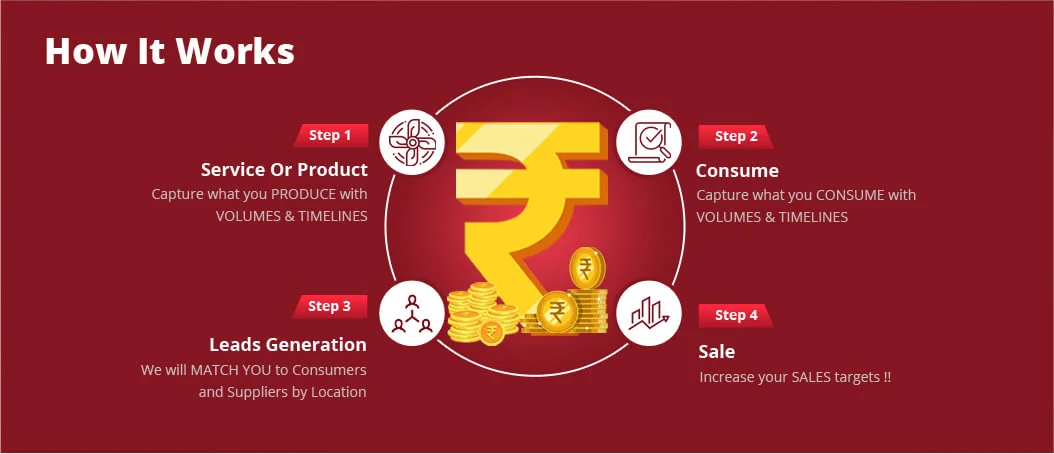 How It Works
Step 1
Service Or Product
Capture what you PRODUCE with
VOLUMES & TIMELINES
Step 2
Consume
Capture what you CONSUME with
VOLUMES & TIMELINES
Step 3
Leads Generation
We will MATCH YOU to Consumers
and Suppliers by Location
Step 4
Sale
Increase your SALES targets !!
₹
₹
₹
₹